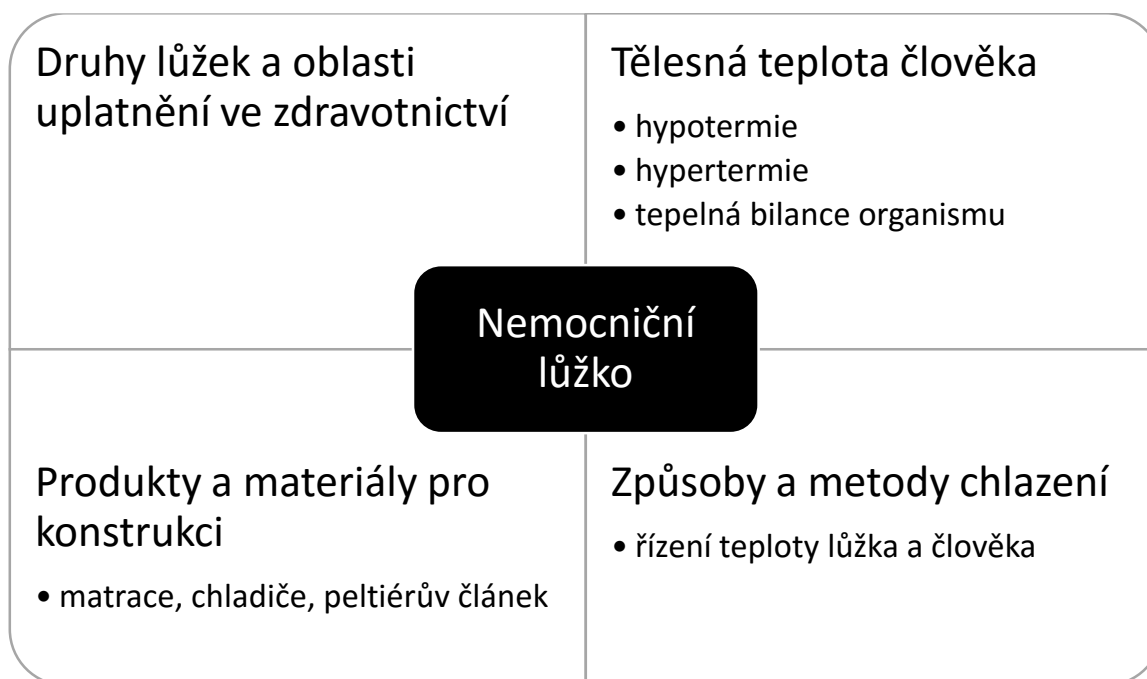 Druhy lůžek a oblasti
uplatnění ve zdravotnictví
Tělesná teplota člověka
• hypotermie
• hypertermie
• tepelná bilance organismu
Nemocniční
lůžko
Produkty a materiály pro
konstrukci
• matrace, chladiče, peltiérův článek
Způsoby a metody chlazení
• řízení teploty lůžka a člověka